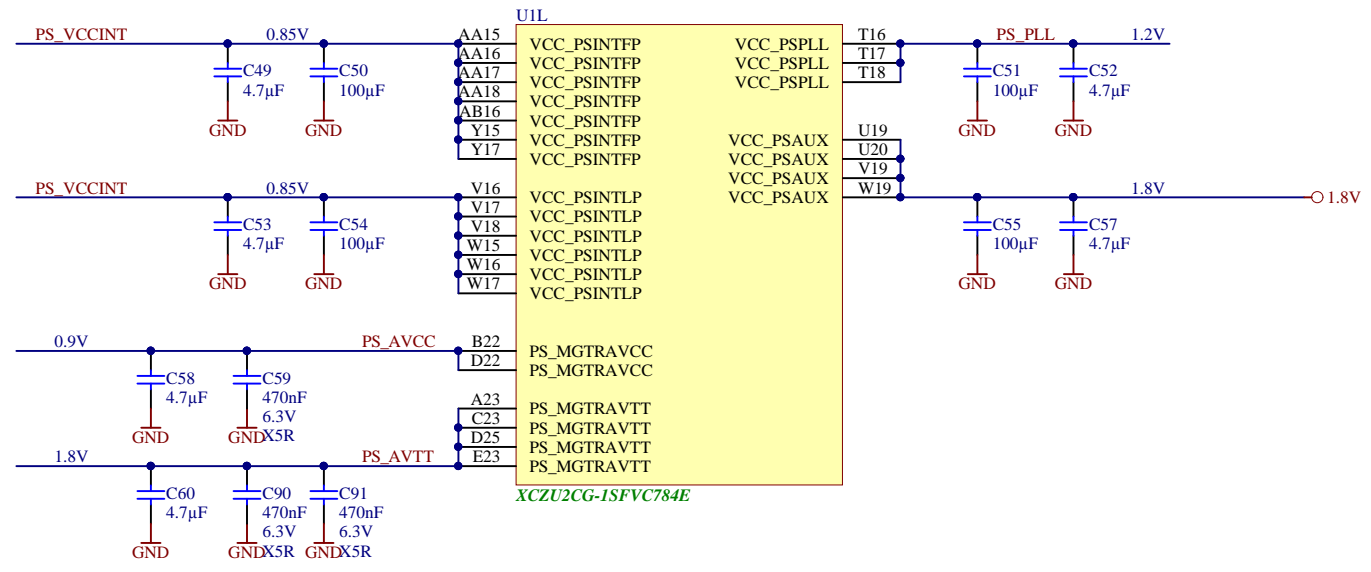 U1L
PS_VCCINT 0.85V AA15 VCC_PSINTFP VCC_PSPLL T16 PS_PLL 1.2V
AA16 VCC_PSINTFP VCC_PSPLL T17
C49 C50 AA17 VCC_PSINTFP VCC_PSPLL T18 C51 C52
4.7µF 100µF AA18 VCC_PSINTFP 100µF 4.7µF
AB16 VCC_PSINTFP
GND GND Y15 VCC_PSINTFP VCC_PSAUX U19 GND GND
Y17 VCC_PSINTFP VCC_PSAUX U20
VCC_PSAUX V19
PS_VCCINT 0.85V V16 VCC_PSINTLP VCC_PSAUX W19 1.8V 1.8V
V17 VCC_PSINTLP
C53 C54 V18 VCC_PSINTLP C55 C57
4.7µF 100µF W15 VCC_PSINTLP 100µF 4.7µF
W16 VCC_PSINTLP
GND GND W17 VCC_PSINTLP GND GND
0.9V PS_AVCC B22 PS_MGTRAVCC
D22 PS_MGTRAVCC
C58 C59
4.7µF 470nF
6.3V
GND GND X5R
A23 PS_MGTRAVTT
C23 PS_MGTRAVTT
D25 PS_MGTRAVTT
1.8V PS_AVTT E23 PS_MGTRAVTT
C60 C90 C91
4.7µF 470nF 470nF
6.3V 6.3V
GND GND X5R GND X5R
XCZU2CG-1SFVC784E